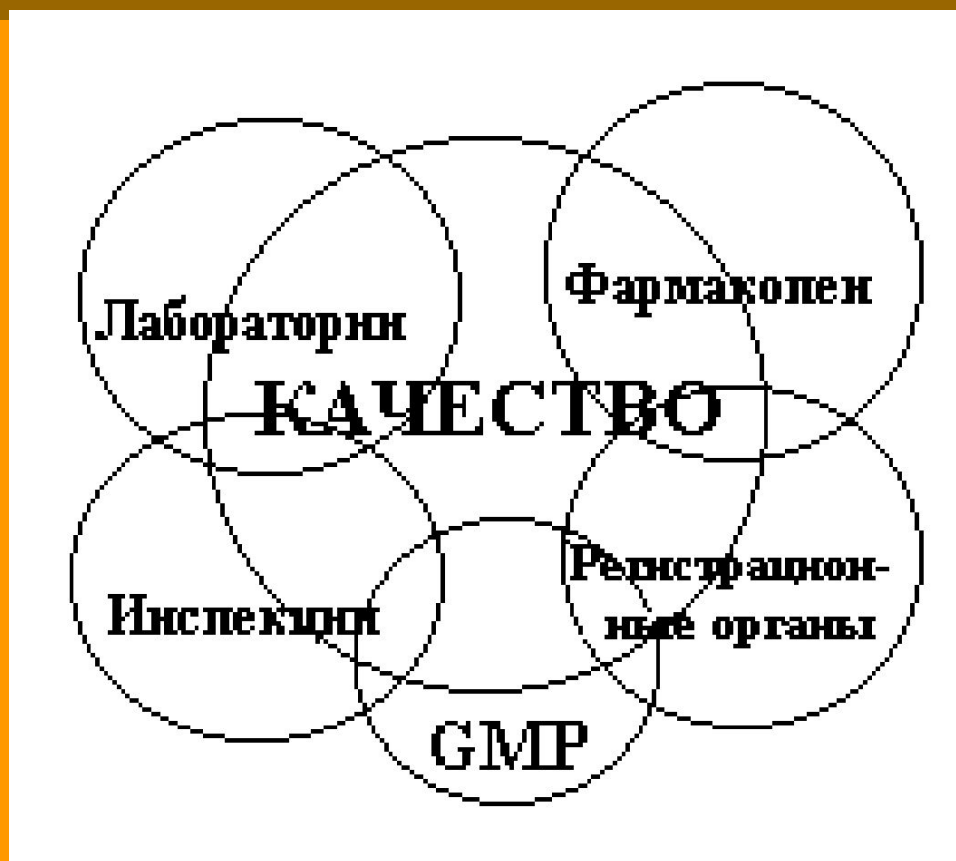 Фармакопеи
Лаборатории
КАЧЕСТВО
Регистрацион-
ные органы
Инспекции
GMP